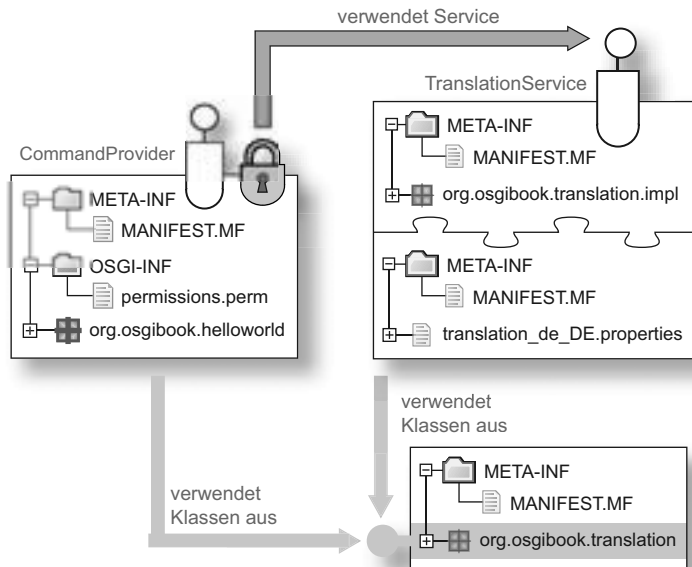 verwendet Service
TranslationService
META-INF
MANIFEST.MF
org.osgibook.translation.impl
META-INF
MANIFEST.MF
translation_de_DE.properties
CommandProvider
META-INF
MANIFEST.MF
OSGI-INF
permissions.perm
org.osgibook.helloworld
verwendet
Klassen aus
verwendet
Klassen aus
META-INF
MANIFEST.MF
org.osgibook.translation